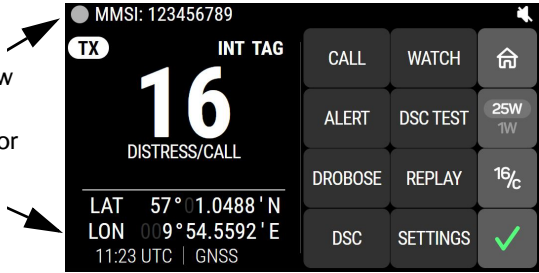 MMSI: 123456789
TX INT TAG
16
DISTRESS/CALL
LAT 57°01.0488'N
LON 009°54.5592'E
11:23 UTC | GNSS
CALL WATCH
ALERT DSC TEST 25W
1W
DROBOSE REPLAY 16/C
DSC SETTINGS
w
or